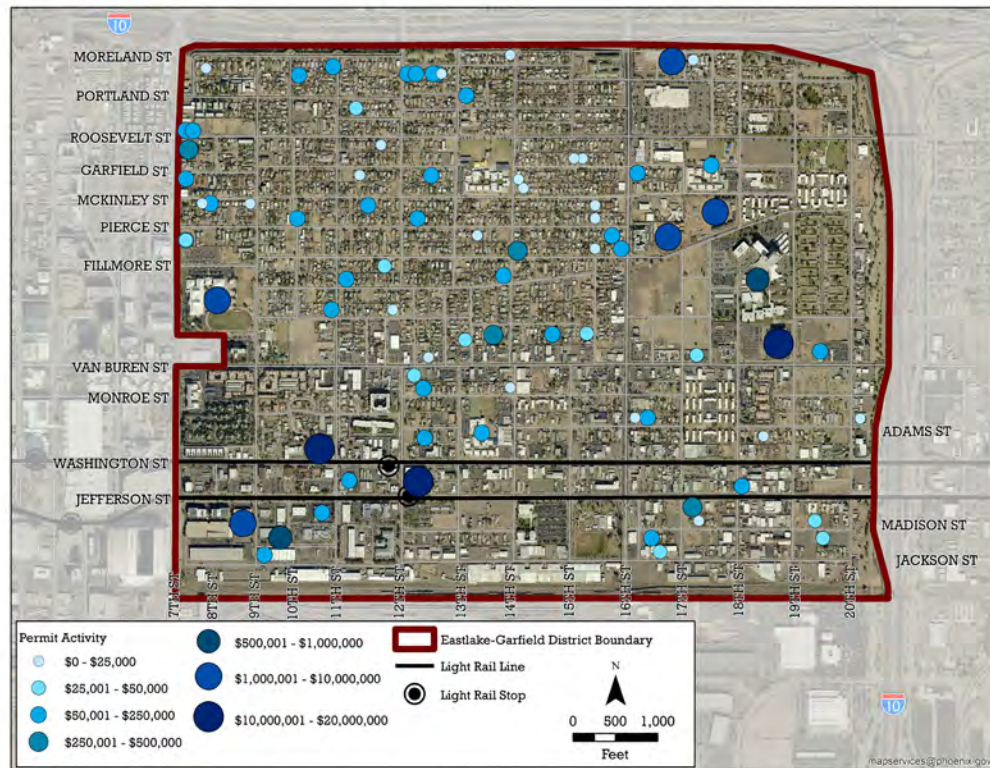 10
MORELAND ST
PORTLAND ST
ROOSEVELT ST
GARFIELD ST
MCKINLEY ST
PIERCE ST
FILLMORE ST
VAN BUREN ST
MONROE ST
ADAMS ST
WASHINGTON ST
JEFFERSON ST
MADISON ST
JACKSON ST
7TH ST
8TH ST
9TH ST
10TH ST
11TH ST
12TH ST
13TH ST
14TH ST
15TH ST
16TH ST
17TH ST
18TH ST
19TH ST
20TH ST
Permit Activity
$0 - $25,000
$25,001 - $50,000
$50,001 - $250,000
$250,001 - $500,000
$500,001 - $1,000,000
$1,000,001 - $10,000,000
$10,000,001 - $20,000,000
Eastlake-Garfield District Boundary
Light Rail Line
Light Rail Stop
N
0 500 1,000
Feet
10
mapservices@phoenix.gov